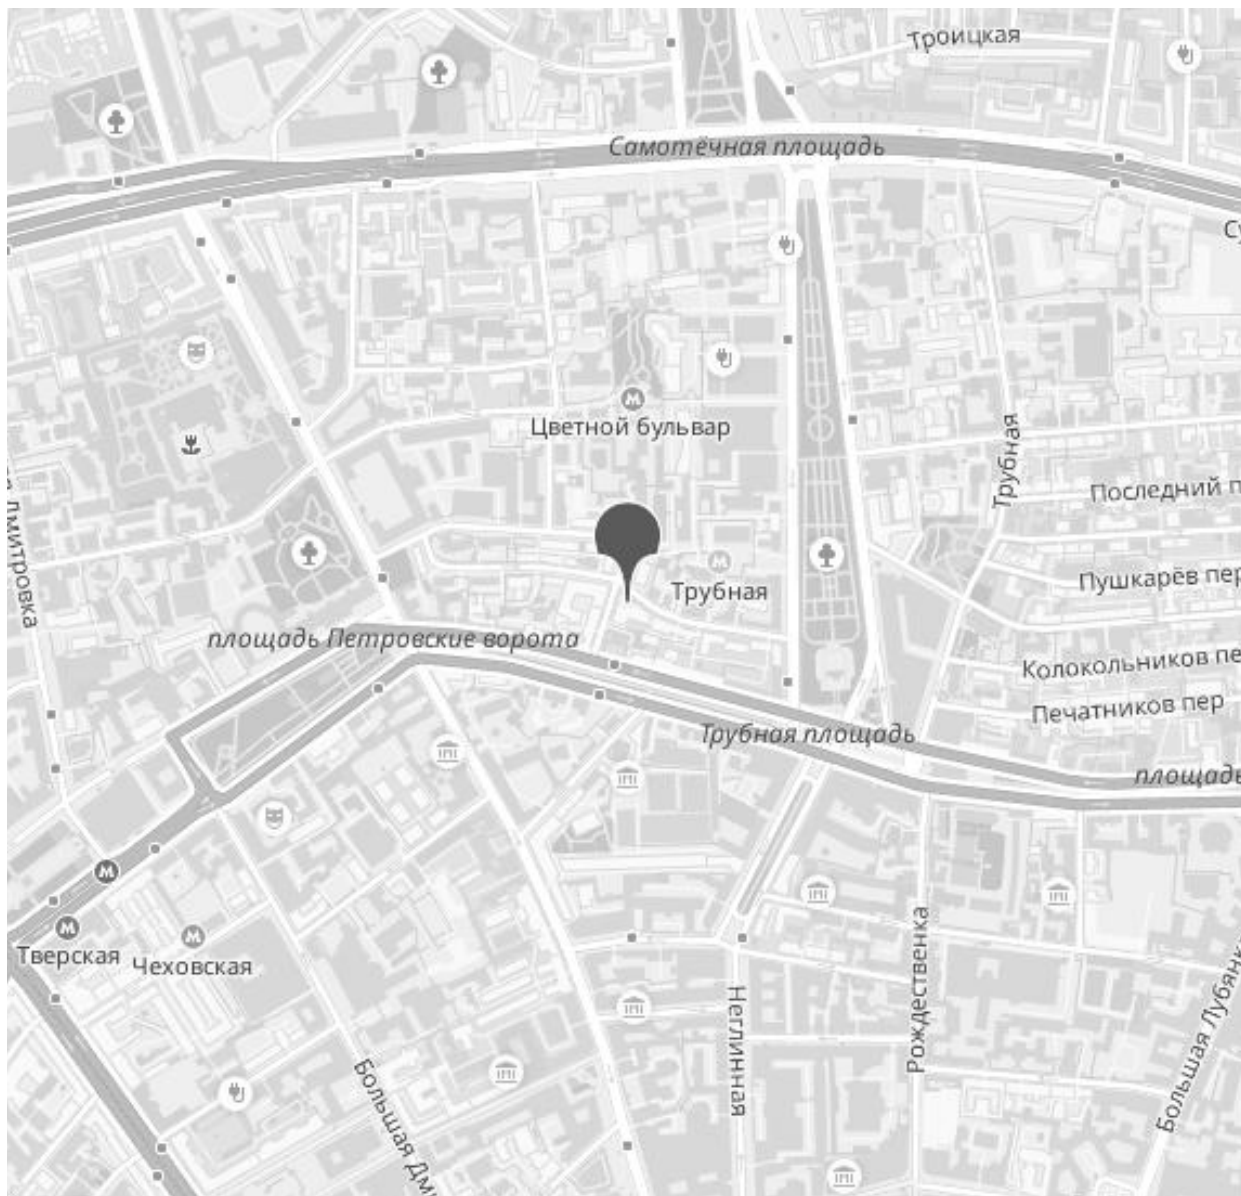 Троицкая
Самотёчная площадь
Цветной бульвар
Трубная
Последний п
Дмитровка
Трубная
Пушкарёв пер
площадь Петровские ворота
Колокольников пе
Печатников пер
Трубная площадь
площадь
Тверская
Чеховская
Неглинная
Рождественка
Большая Лубянк
Большая Дми